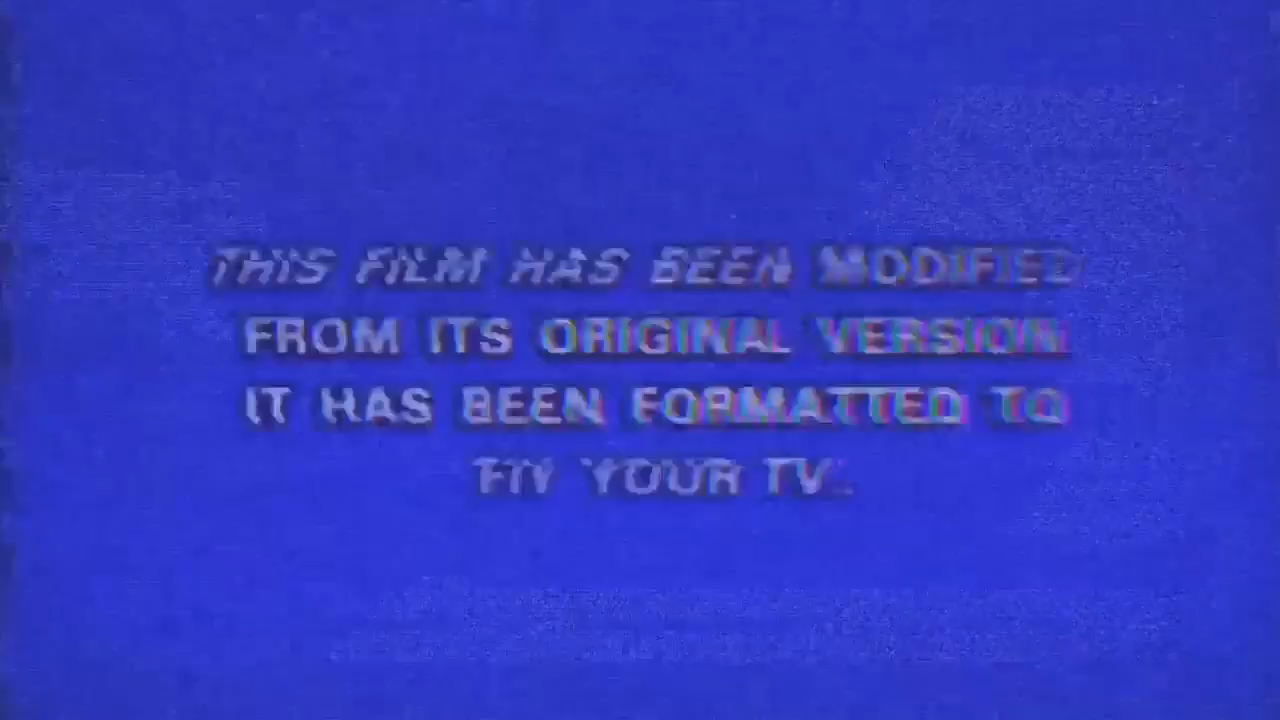 THIS FILM HAS BEEN MODIFIED
FROM ITS ORIGINAL VERSION
IT HAS BEEN FORMATTED TO
FIT YOUR TV.